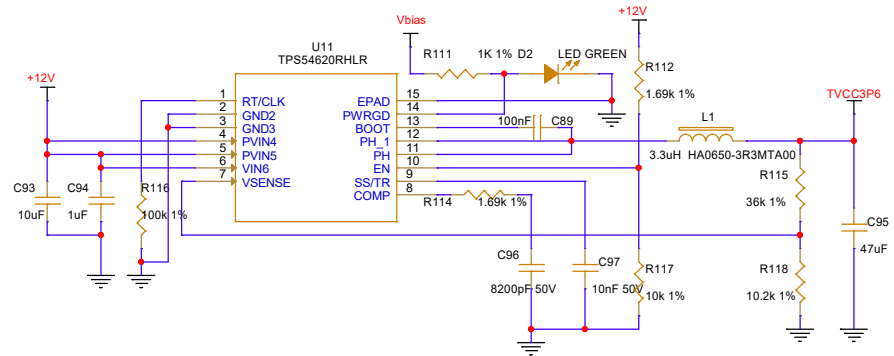 +12V
Vbias
+12V
TVCC3P6
U11
TPS54620RHLR
R111
1K 1%
D2
LED GREEN
R112
1.69k 1%
1
2
3
4
5
6
7
RT/CLK
GND2
GND3
PVIN4
PVIN5
VIN6
VSENSE
EPAD
PWRGD
BOOT
PH_1
PH
EN
SS/TR
COMP
15
14
13
12
11
10
9
8
100nF
C89
L1
3.3uH HA0650-3R3MTA00
C93
10uF
C94
1uF
R116
100k 1%
R114
1.69k 1%
R115
36k 1%
C95
47uF
C96
8200pF 50V
C97
10nF 50V
R117
10k 1%
R118
10.2k 1%